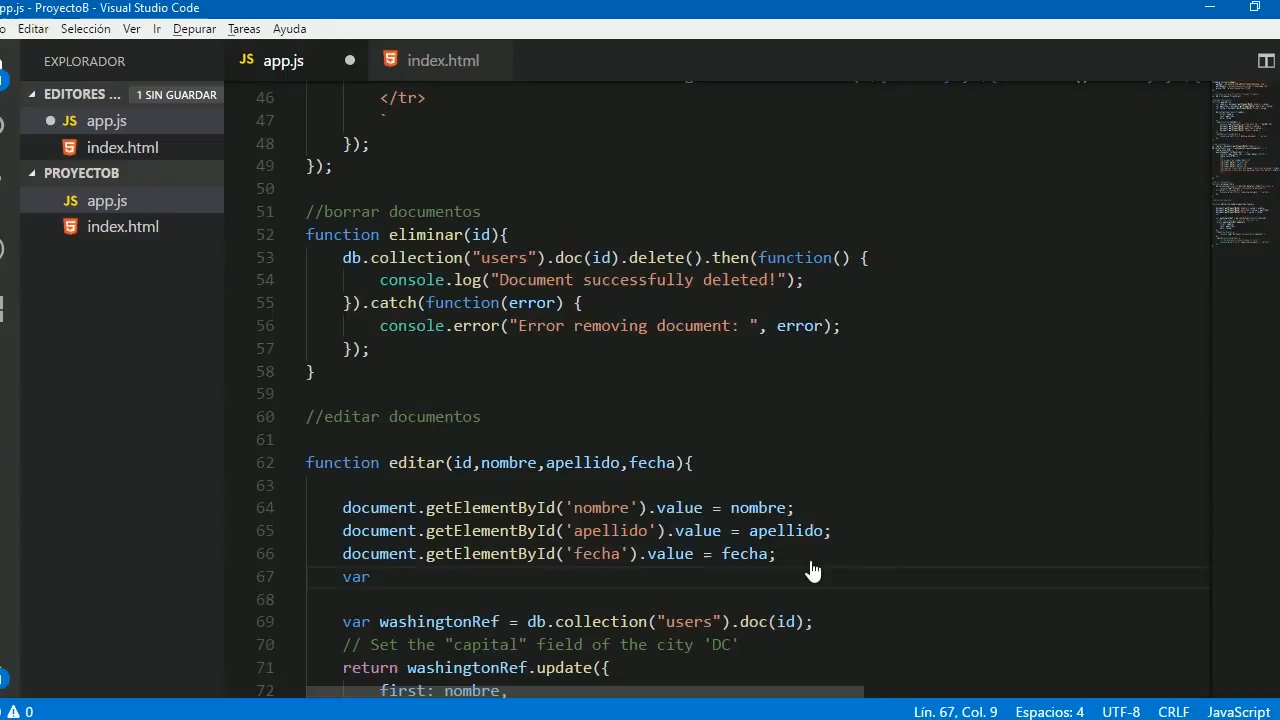 pp.js - ProyectoB - Visual Studio Code
o Editar Selección Ver Ir Depurar Tareas Ayuda
EXPLORADOR
EDITORES ... 1 SIN GUARDAR
JS app.js
index.html
PROYECTOB
JS app.js
index.html
JS app.js index.html
46 </tr>
47 `
48 });
49 });
50
51 //borrar documentos
52 function eliminar(id){
53 db.collection("users").doc(id).delete().then(function() {
54 console.log("Document successfully deleted!");
55 }).catch(function(error) {
56 console.error("Error removing document: ", error);
57 });
58 }
59
60 //editar documentos
61
62 function editar(id,nombre,apellido,fecha){
63
64 document.getElementById('nombre').value = nombre;
65 document.getElementById('apellido').value = apellido;
66 document.getElementById('fecha').value = fecha;
67 var
68
69 var washingtonRef = db.collection("users").doc(id);
70 // Set the "capital" field of the city 'DC'
71 return washingtonRef.update({
72 first: nombre,
0 Lín. 67, Col. 9 Espacios: 4 UTF-8 CRLF JavaScript